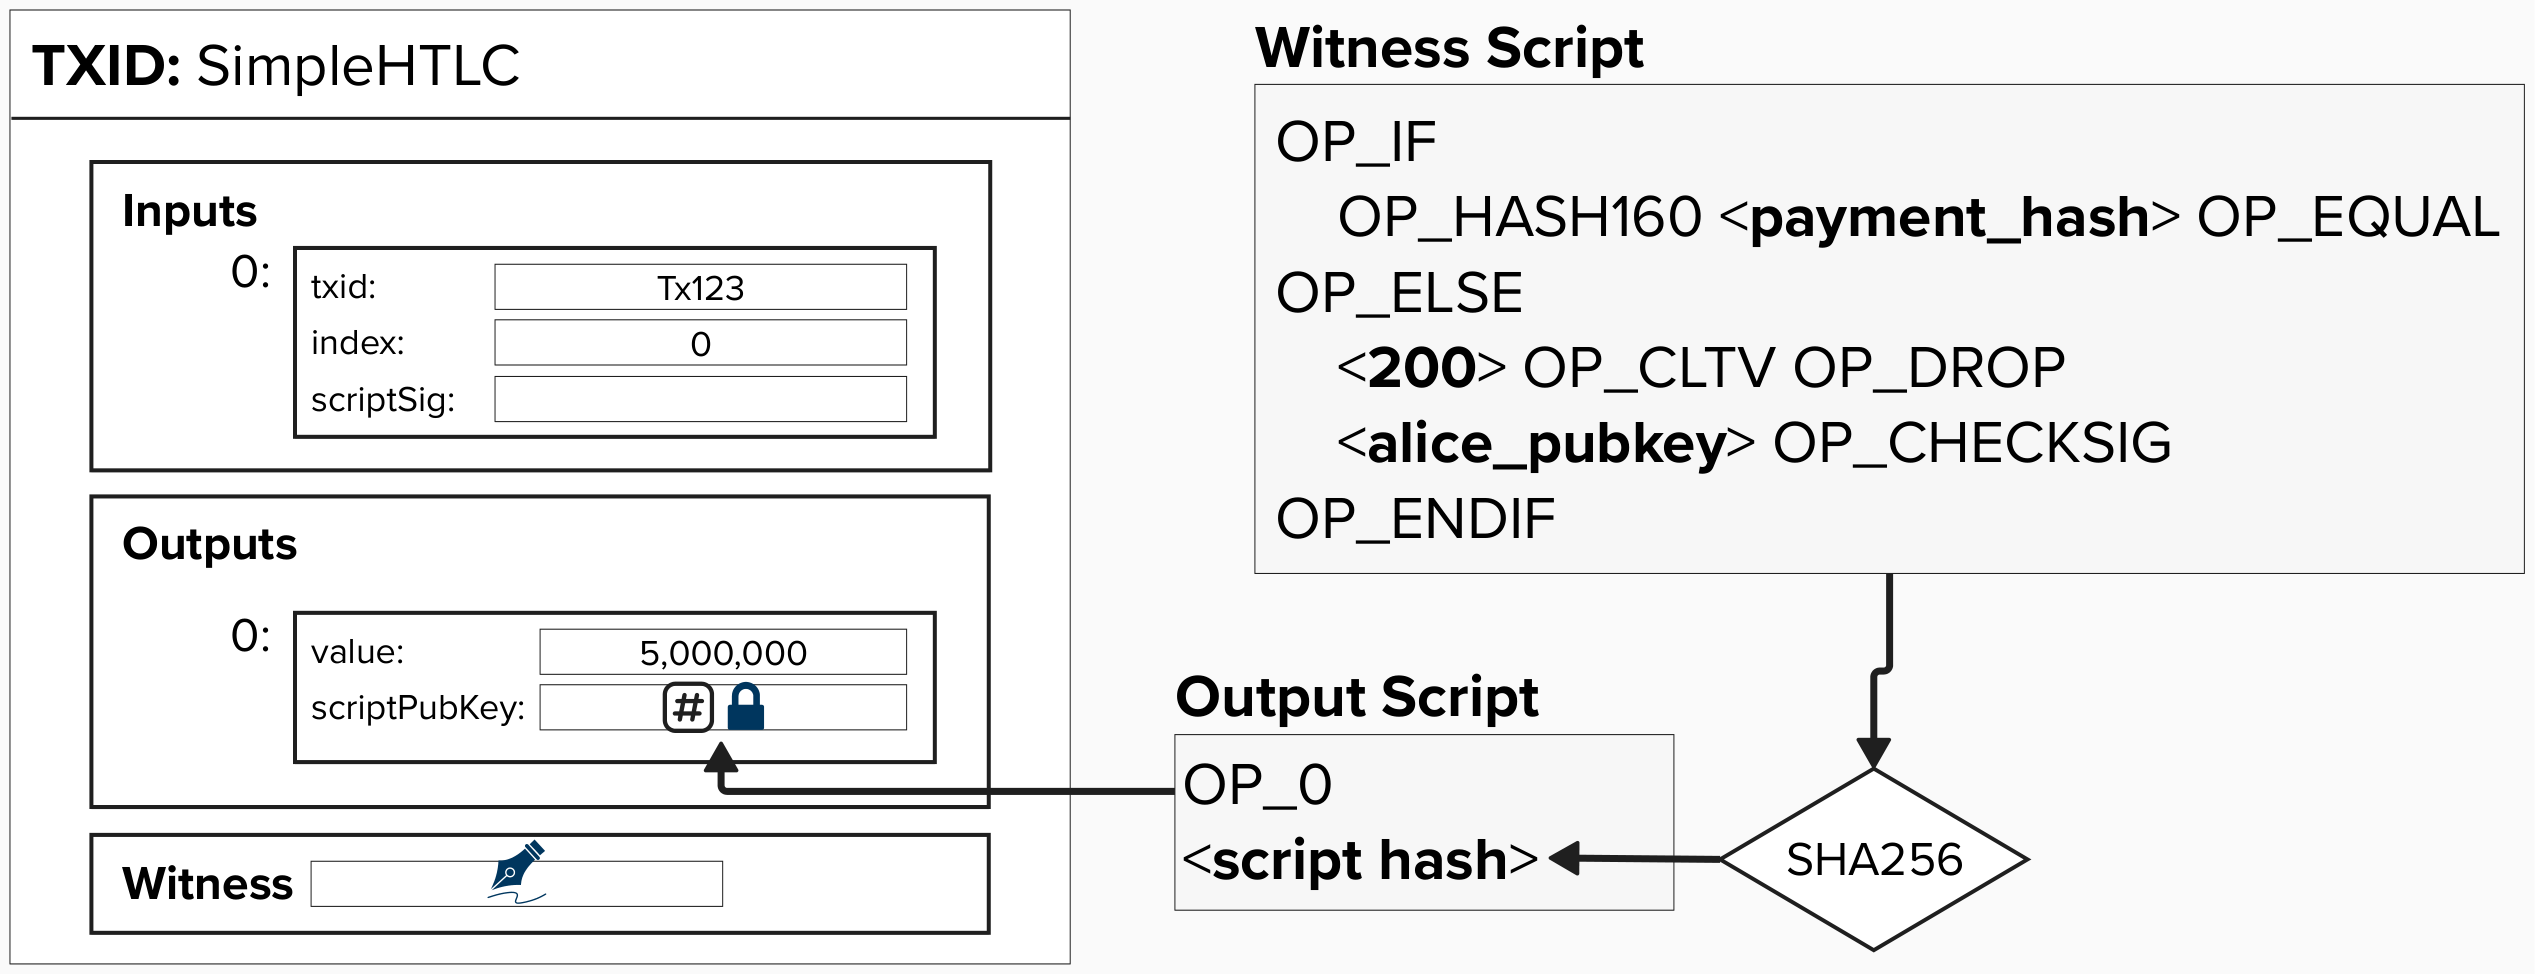 TXID: SimpleHTLC
Inputs
0:
txid: Tx123
index: 0
scriptSig:
Outputs
0:
value: 5,000,000
scriptPubKey: #
Witness
Witness Script
OP_IF
OP_HASH160 <payment_hash> OP_EQUAL
OP_ELSE
<200> OP_CLTV OP_DROP
<alice_pubkey> OP_CHECKSIG
OP_ENDIF
Output Script
OP_0
<script hash>
SHA256